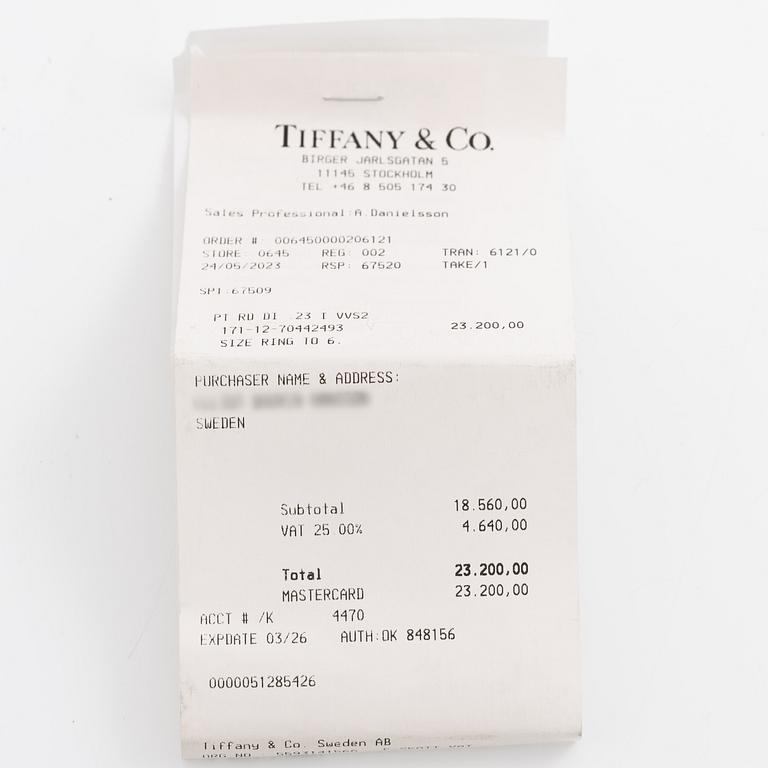 TIFFANY & CO.
BIRGER JARLSGATAN 5
11145 STOCKHOLM
TEL +46 8 505 174 30
Sales Professional:A.Danielsson
ORDER #: 006450000206121
STORE: 0645 REG: 002 TRAN: 6121/0
24/05/2023 RSP: 67520 TAKE/1
SP1:67509
PT RD DI .23 I VVS2
171-12-70442493 23.200,00
SIZE RING TO 6.
PURCHASER NAME & ADDRESS:
SWEDEN
Subtotal 18.560,00
VAT 25.00% 4.640,00
Total 23.200,00
MASTERCARD 23.200,00
ACCT # /K 4470
EXPDATE 03/26 AUTH:OK 848156
0000051285426
Tiffany & Co. Sweden AB
ORG NO